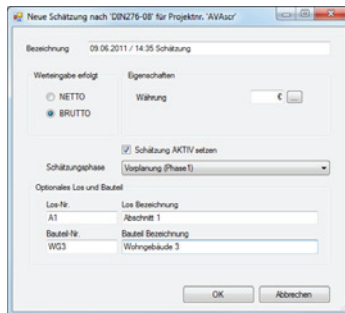 Neue Schätzung nach 'DIN276-08' für Projektnr. 'AVAscr'
Bezeichnung 09.06.2011 / 14:35 Schätzung
Werteingabe erfolgt Eigenschaften
NETTO Währung € ...
BRUTTO
Schätzung AKTIV setzen
Schätzungsphase Vorplanung (Phase1)
Optionales Los und Bauteil
Los-Nr. Los Bezeichnung
A1 Abschnitt 1
Bauteil-Nr. Bauteil Bezeichnung
WG3 Wohngebäude 3
OK Abbrechen